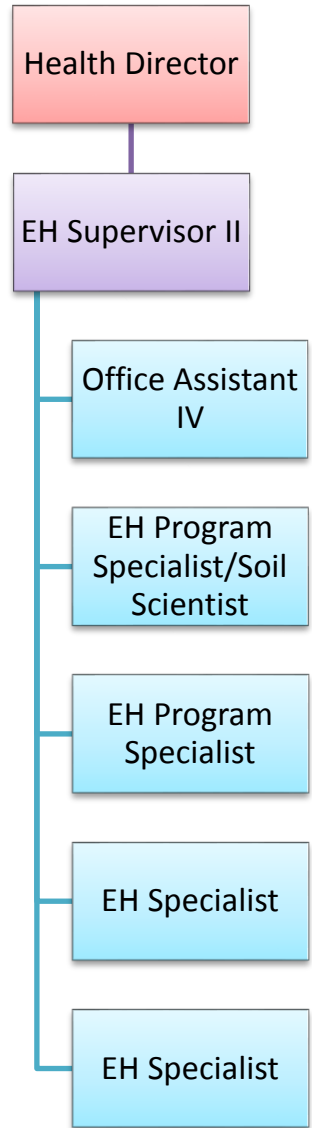 Health Director
EH Supervisor II
Office Assistant
IV
EH Program
Specialist/Soil
Scientist
EH Program
Specialist
EH Specialist
EH Specialist